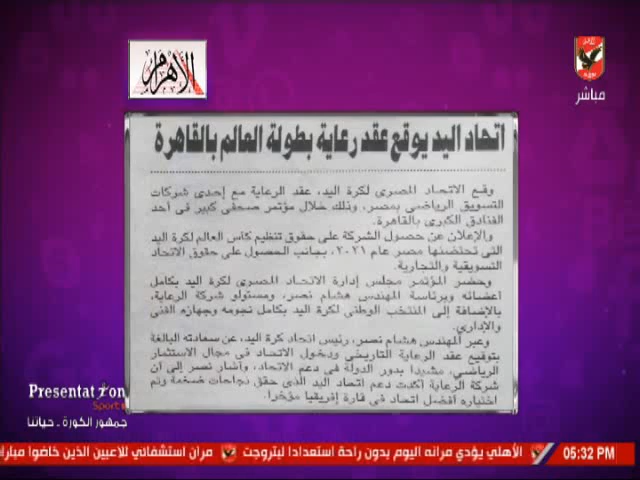 الأهرام
مباشر
اتحاد اليد يوقع عقد رعاية بطولة العالم بالقاهرة
وقع الاتحاد المصرى لكرة اليد، عقد الرعاية مع إحدى شركات
التسويق الرياضى بمصر، وذلك خلال مؤتمر صحفى كبير فى أحد
الفنادق الكبرى بالقاهرة.
والإعلان عن حصول الشركة على حقوق تنظيم كاس العالم لكرة اليد
التى تحتضنها مصر عام ٢٠٢١، بجانب الحصول على حقوق الاتحاد
التسويقية والتجارية.
وحضر المؤتمر مجلس إدارة الاتحاد المصرى لكرة اليد بكامل
اعضائه وبرئاسة المهندس هشام نصر، ومسئولو شركة الرعاية،
بالإضافة إلى المنتخب الوطنى لكرة اليد بكامل نجومه وجهازه الفنى
والإدارى.
وعبر المهندس هشام نصر، رئيس اتحاد كرة اليد، عن سعادته البالغة
بتوقيع عقد الرعاية التاريخى ودخول الاتحاد فى مجال الاستثمار
الرياضى، مشيدا بدور الدولة فى دعم الاتحاد، وأشار نصر إلى أن
شركة الرعاية أكدت دعم اتحاد اليد الذى حقق نجاحات ضخمة وتم
اختياره أفضل اتحاد فى قارة إفريقيا مؤخرا.
Presentation
Sports
جمهور الكورة - حياتنا
05:32 PM
الأهلي يؤدي مرانه اليوم بدون راحة استعدادا لبتروجت
مران استشفائي للاعبين الذين خاضوا مباراة